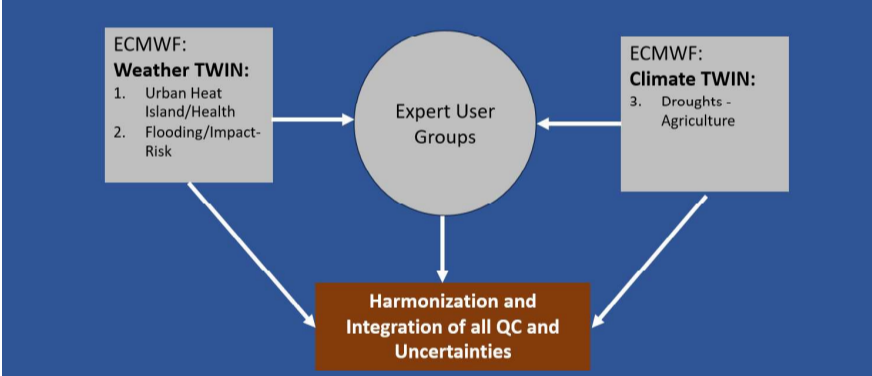 ECMWF:
Weather TWIN:
1. Urban Heat
Island/Health
2. Flooding/Impact-
Risk
Expert User
Groups
ECMWF:
Climate TWIN:
3. Droughts -
Agriculture
Harmonization and
Integration of all QC and
Uncertainties